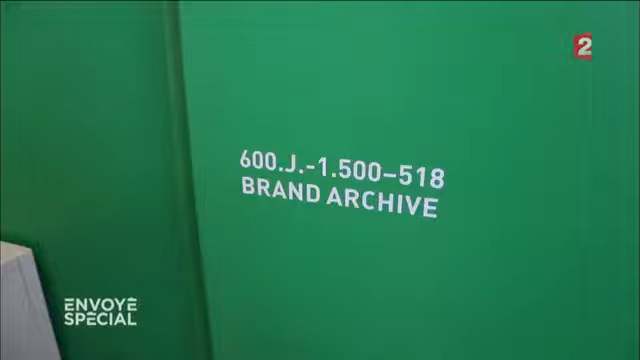 2
600.J.-1.500–518
BRAND ARCHIVE
ENVOYÉ
SPÉCIAL